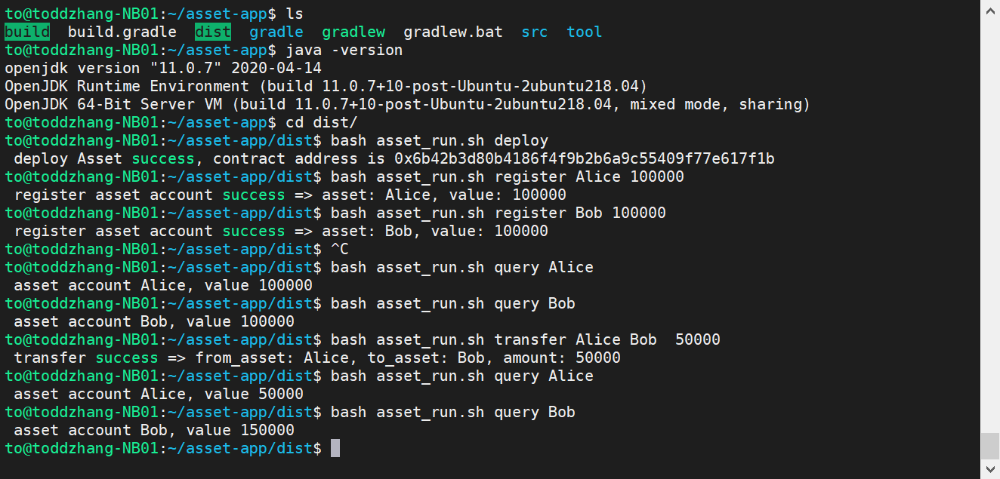 to@toddzhang-NB01:~/asset-app$ ls
build  build.gradle  dist  gradle  gradlew  gradlew.bat  src  tool
to@toddzhang-NB01:~/asset-app$ java -version
openjdk version "11.0.7" 2020-04-14
OpenJDK Runtime Environment (build 11.0.7+10-post-Ubuntu-2ubuntu218.04)
OpenJDK 64-Bit Server VM (build 11.0.7+10-post-Ubuntu-2ubuntu218.04, mixed mode, sharing)
to@toddzhang-NB01:~/asset-app$ cd dist/
to@toddzhang-NB01:~/asset-app/dist$ bash asset_run.sh deploy
 deploy Asset success, contract address is 0x6b42b3d80b4186f4f9b2b6a9c55409f77e617f1b
to@toddzhang-NB01:~/asset-app/dist$ bash asset_run.sh register Alice 100000
 register asset account success => asset: Alice, value: 100000
to@toddzhang-NB01:~/asset-app/dist$ bash asset_run.sh register Bob 100000
 register asset account success => asset: Bob, value: 100000
to@toddzhang-NB01:~/asset-app/dist$ ^C
to@toddzhang-NB01:~/asset-app/dist$ bash asset_run.sh query Alice
 asset account Alice, value 100000
to@toddzhang-NB01:~/asset-app/dist$ bash asset_run.sh query Bob
 asset account Bob, value 100000
to@toddzhang-NB01:~/asset-app/dist$ bash asset_run.sh transfer Alice Bob  50000
 transfer success => from_asset: Alice, to_asset: Bob, amount: 50000
to@toddzhang-NB01:~/asset-app/dist$ bash asset_run.sh query Alice
 asset account Alice, value 50000
to@toddzhang-NB01:~/asset-app/dist$ bash asset_run.sh query Bob
 asset account Bob, value 150000
to@toddzhang-NB01:~/asset-app/dist$